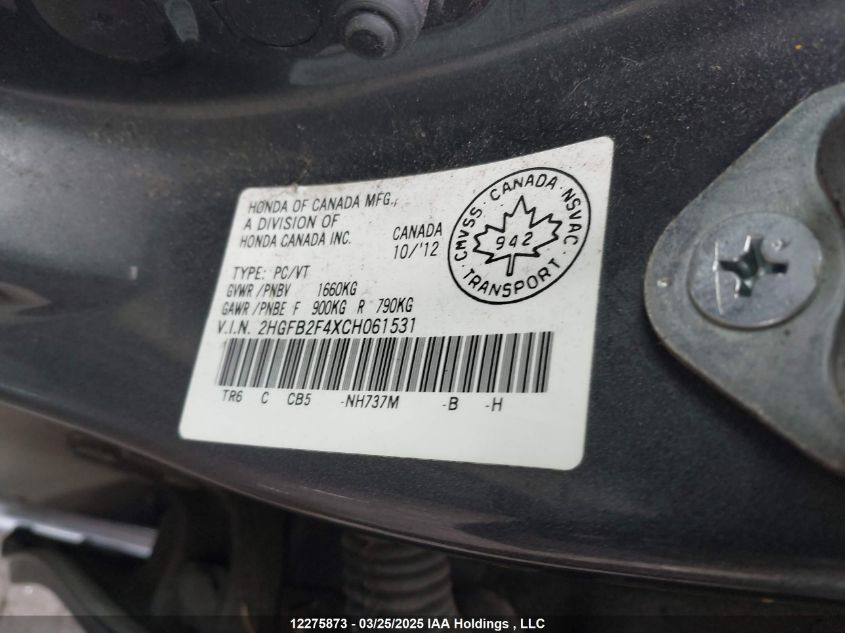 HONDA OF CANADA MFG.,
A DIVISION OF
HONDA CANADA INC.
CANADA
10/'12
CMVSS · CANADA · NSVAC
942
TRANSPORT
TYPE: PC/VT
GVWR/PNBV 1660KG
GAWR/PNBE F 900KG R 790KG
V.I.N. 2HGFB2F4XCH061531
TR6 C CB5 -NH737M -B -H
12275873 - 03/25/2025 IAA Holdings , LLC